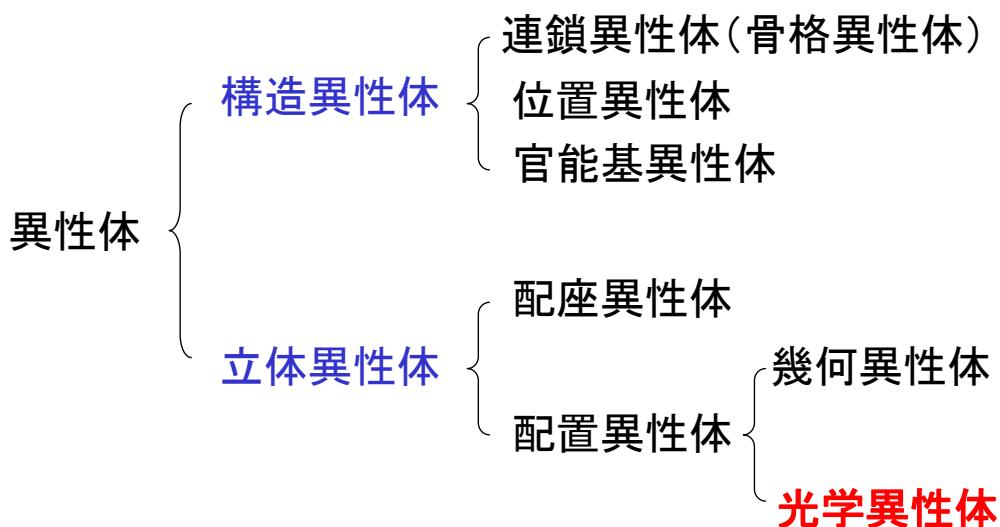 連鎖異性体（骨格異性体）
構造異性体
位置異性体
官能基異性体
異性体
配座異性体
立体異性体
幾何異性体
配置異性体
光学異性体